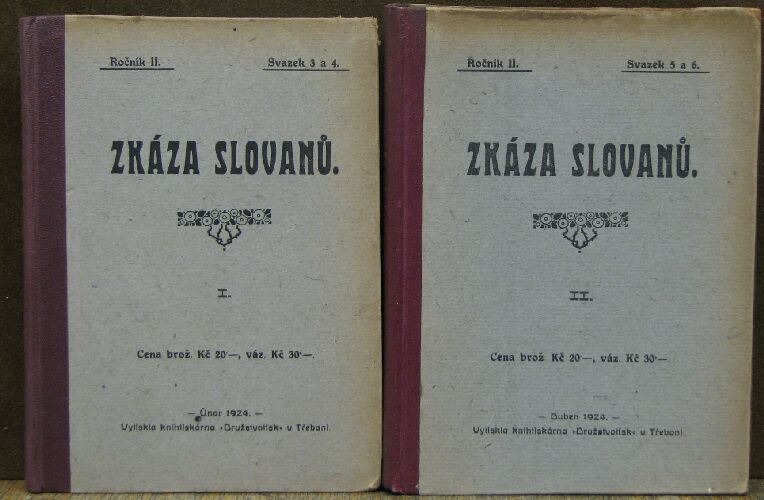 Ročník II. Svazek 3 a 4.
ZKÁZA SLOVANŮ.
I.
Cena brož. Kč 20·—, váz. Kč 30·—.
— Únor 1924. —
Vytiskla knihtiskárna »Družstvotisk« v Třeboni.
Ročník II. Svazek 5 a 6.
ZKÁZA SLOVANŮ.
II.
Cena brož. Kč 20·—, váz. Kč 30·—.
— Duben 1924. —
Vytiskla knihtiskárna »Družstvotisk« v Třeboni.